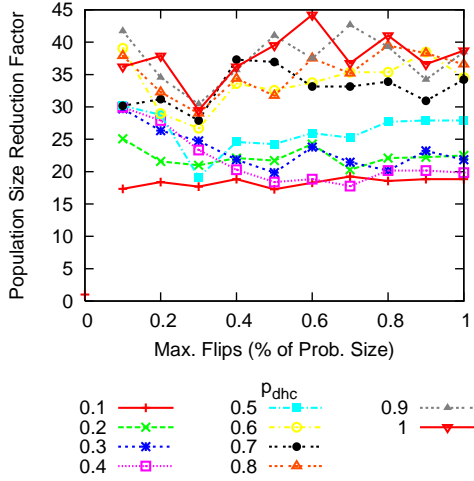 Population Size Reduction Factor
45
40
35
30
25
20
15
10
5
0
0 0.2 0.4 0.6 0.8 1
Max. Flips (% of Prob. Size)
p_dhc
0.1 0.5 0.9
0.2 0.6 1
0.3 0.7
0.4 0.8